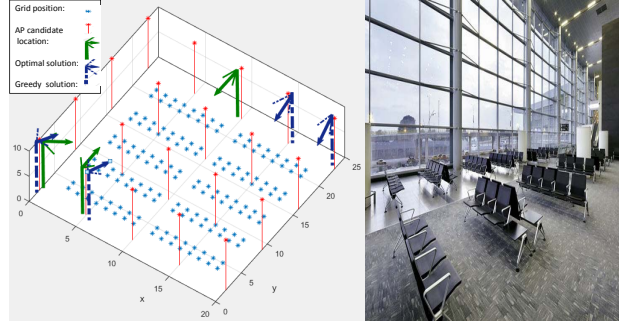 Grid position:
AP candidate
location:
Optimal solution:
Greedy solution:
10
5
0
0
5
10
15
20
x
0
5
10
15
20
25
y